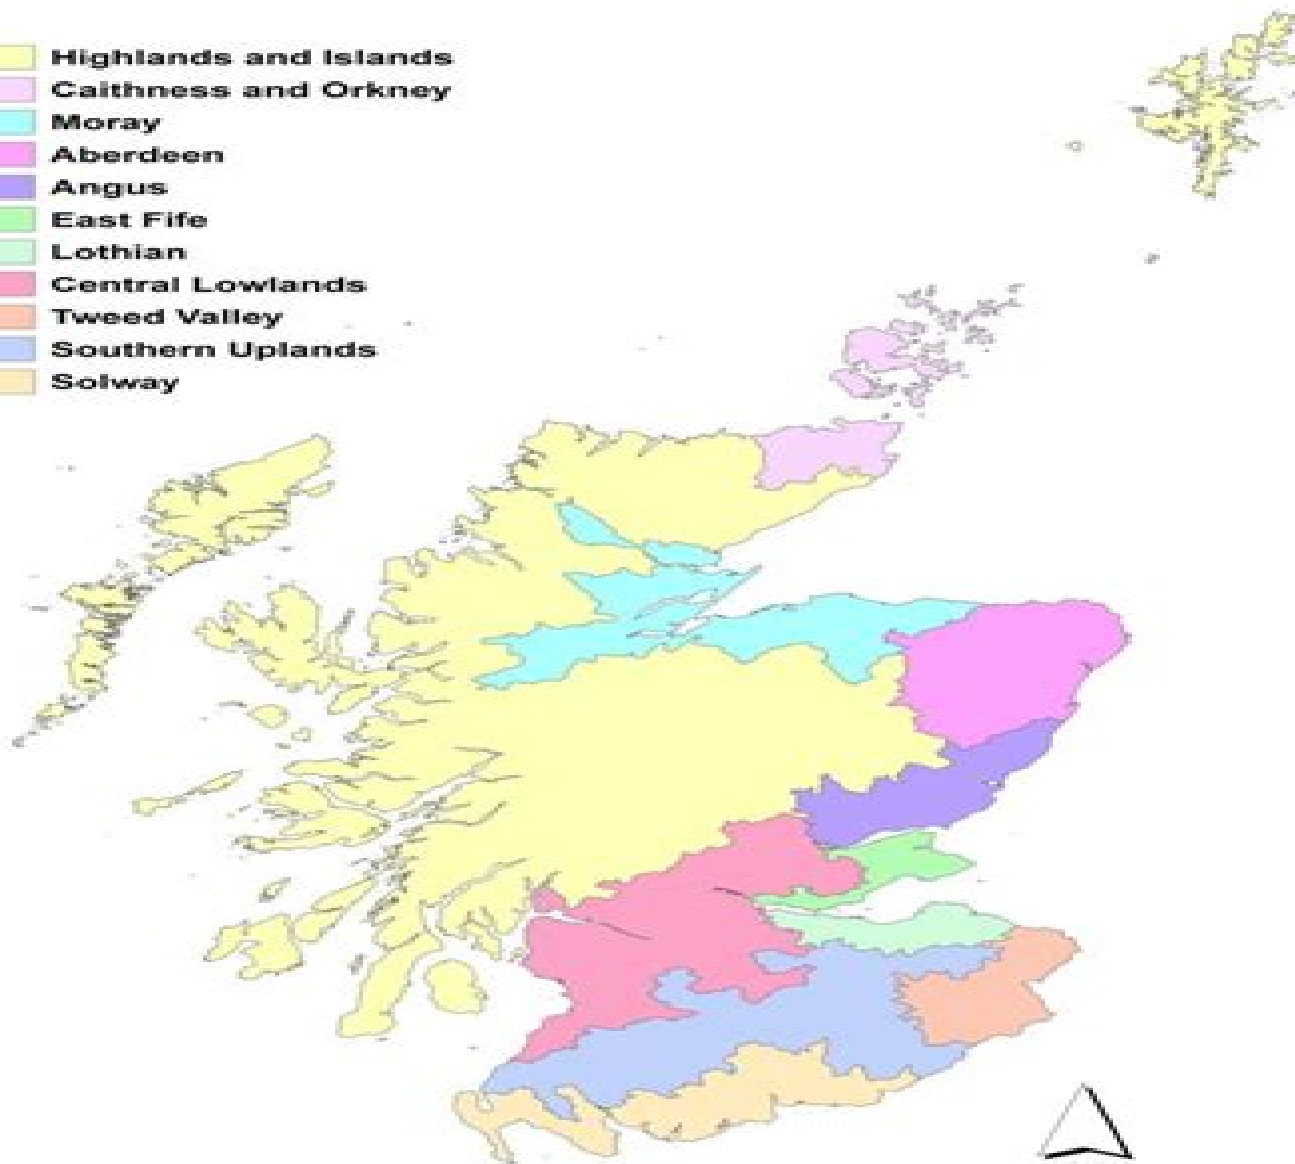 Highlands and Islands
Caithness and Orkney
Moray
Aberdeen
Angus
East Fife
Lothian
Central Lowlands
Tweed Valley
Southern Uplands
Solway